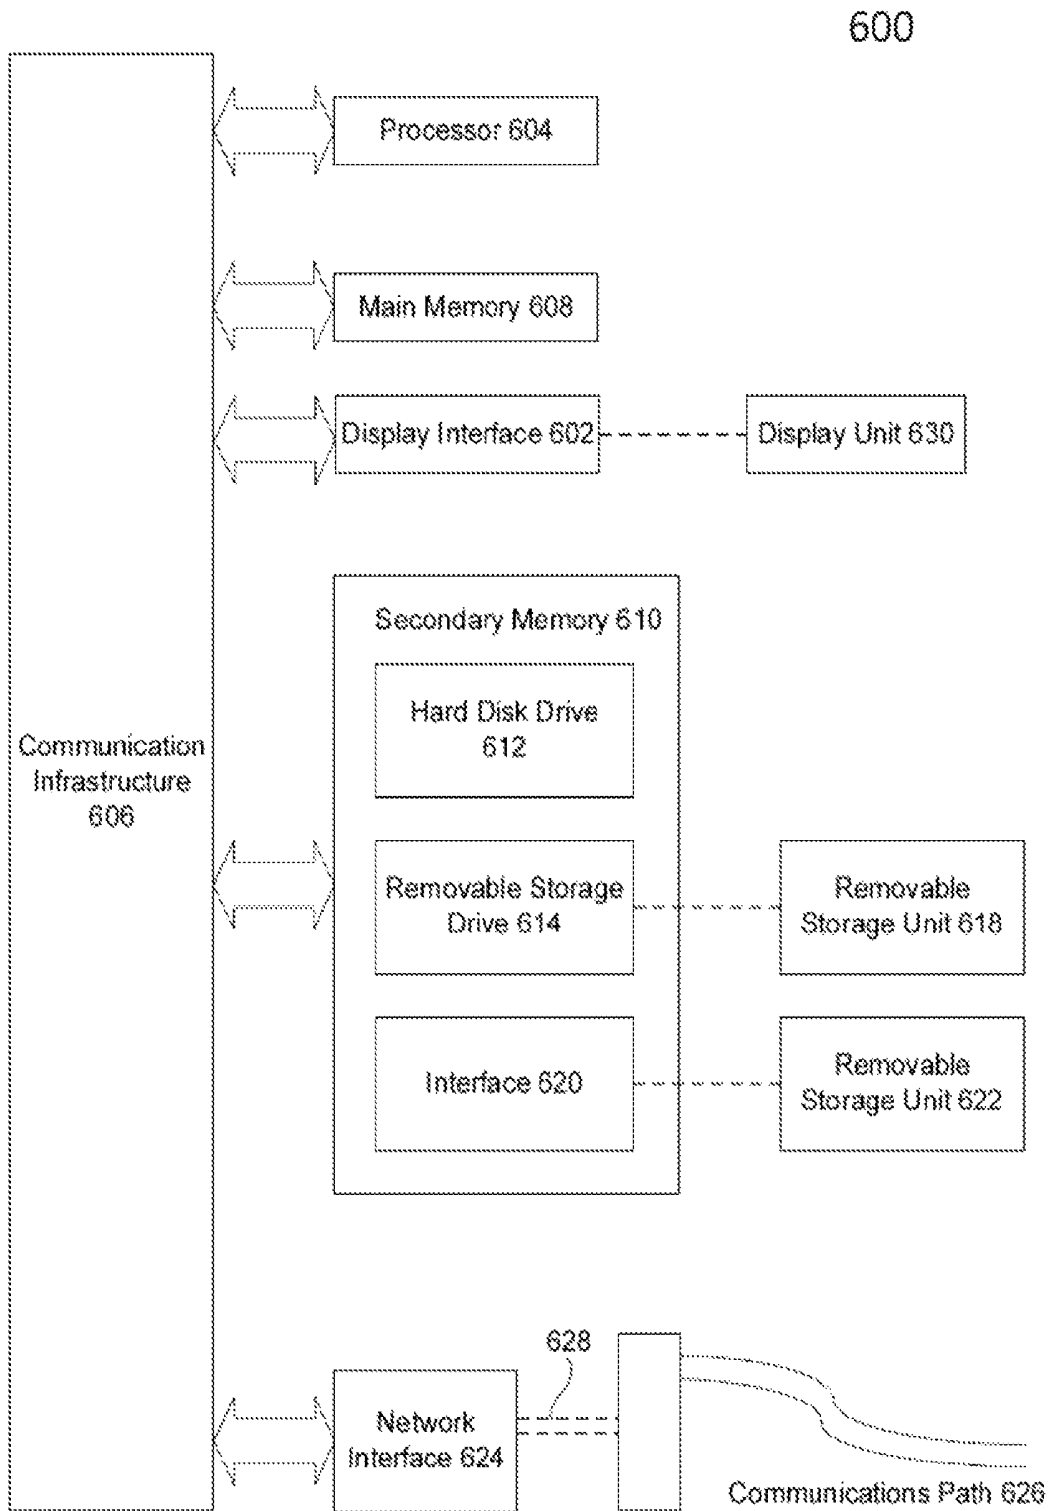 600
Processor 604
Main Memory 608
Display Interface 602
Display Unit 630
Secondary Memory 610
Hard Disk Drive
612
Communication
Infrastructure
606
Removable Storage
Drive 614
Removable
Storage Unit 618
Interface 620
Removable
Storage Unit 622
628
Network
Interface 624
Communications Path 626